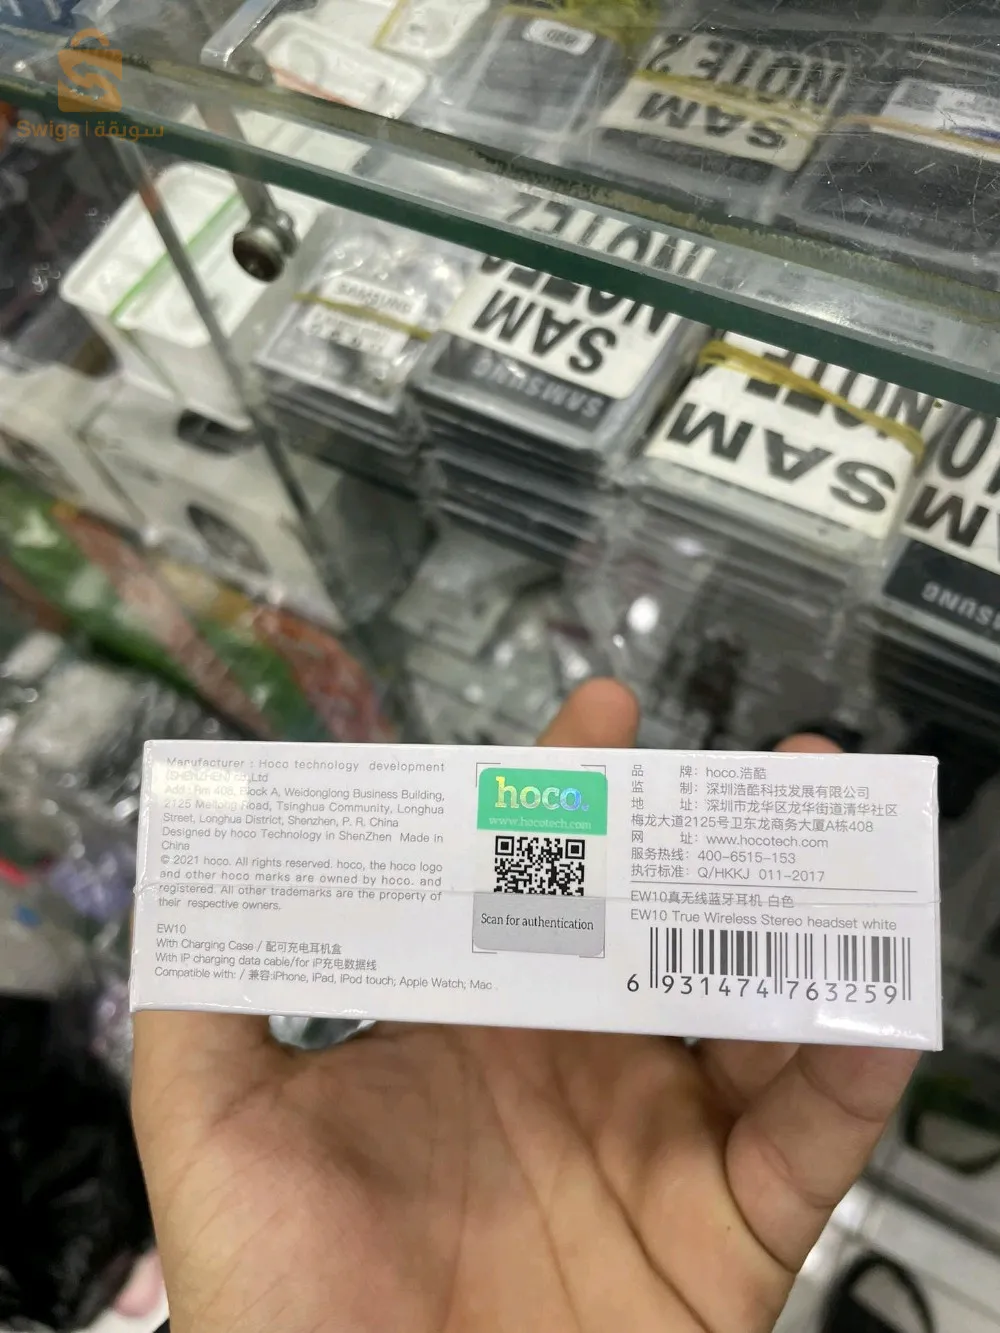 Swiga | سويقة
SAM
NOTE 2
SAMSUNG
SAM
SAMSUNG
SAM
NOTE
SAMSUNG
Manufacturer : Hoco technology development
(SHENZHEN) Co.,Ltd
Add : Rm 408, Block A, Weidonglong Business Building,
2125 Meilong Road, Tsinghua Community, Longhua
Street, Longhua District, Shenzhen, P. R. China
Designed by hoco Technology in ShenZhen Made in
China
© 2021 hoco. All rights reserved. hoco, the hoco logo
and other hoco marks are owned by hoco. and
registered. All other trademarks are the property of
their respective owners.
EW10
With Charging Case / 配可充电耳机盒
With IP charging data cable/for iP充电数据线
Compatible with: / 兼容:iPhone, iPad, IPod touch; Apple Watch; Mac .
hoco.
www.hocotech.com
Scan for authentication
品 牌: hoco.浩酷
监 制: 深圳浩酷科技发展有限公司
地 址: 深圳市龙华区龙华街道清华社区
梅龙大道2125号卫东龙商务大厦A栋408
网 址: www.hocotech.com
服务热线: 400-6515-153
执行标准: Q/HKKJ 011-2017
EW10真无线蓝牙耳机 白色
EW10 True Wireless Stereo headset white
6 931474 763259